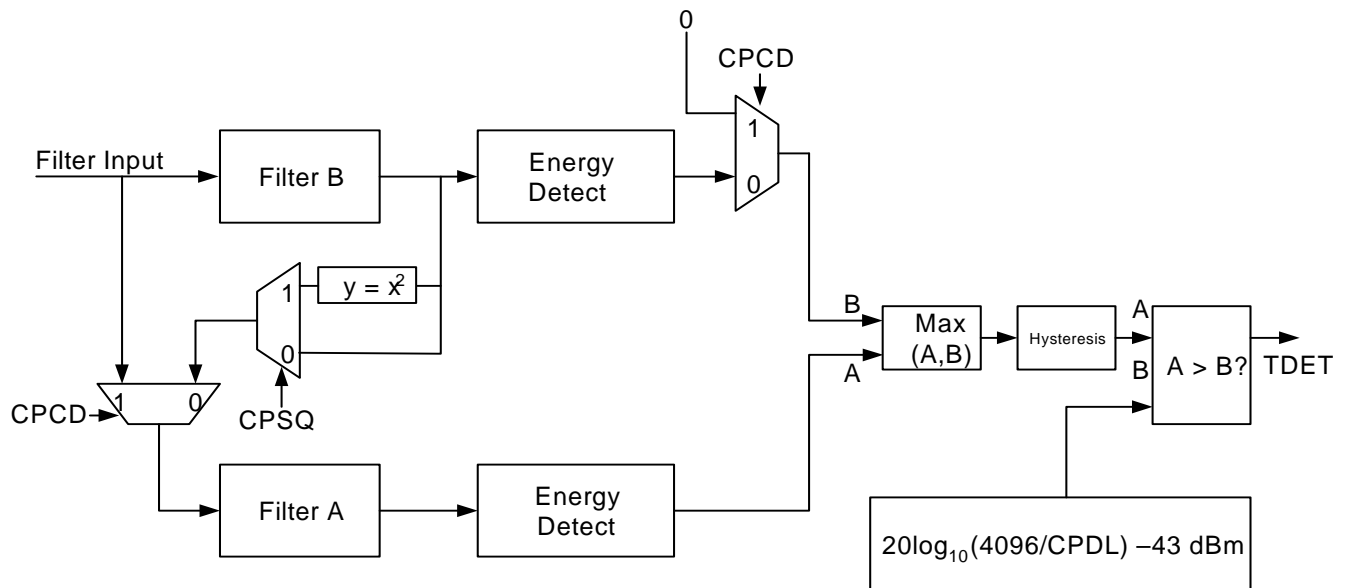 0
CPCD
1
0
Filter Input
Filter B
Energy
Detect
y = x²
1
0
CPSQ
CPCD
1 0
Filter A
Energy
Detect
B
A
Max
(A,B)
Hysteresis
A
B
A > B?
TDET
20log₁₀(4096/CPDL) –43 dBm